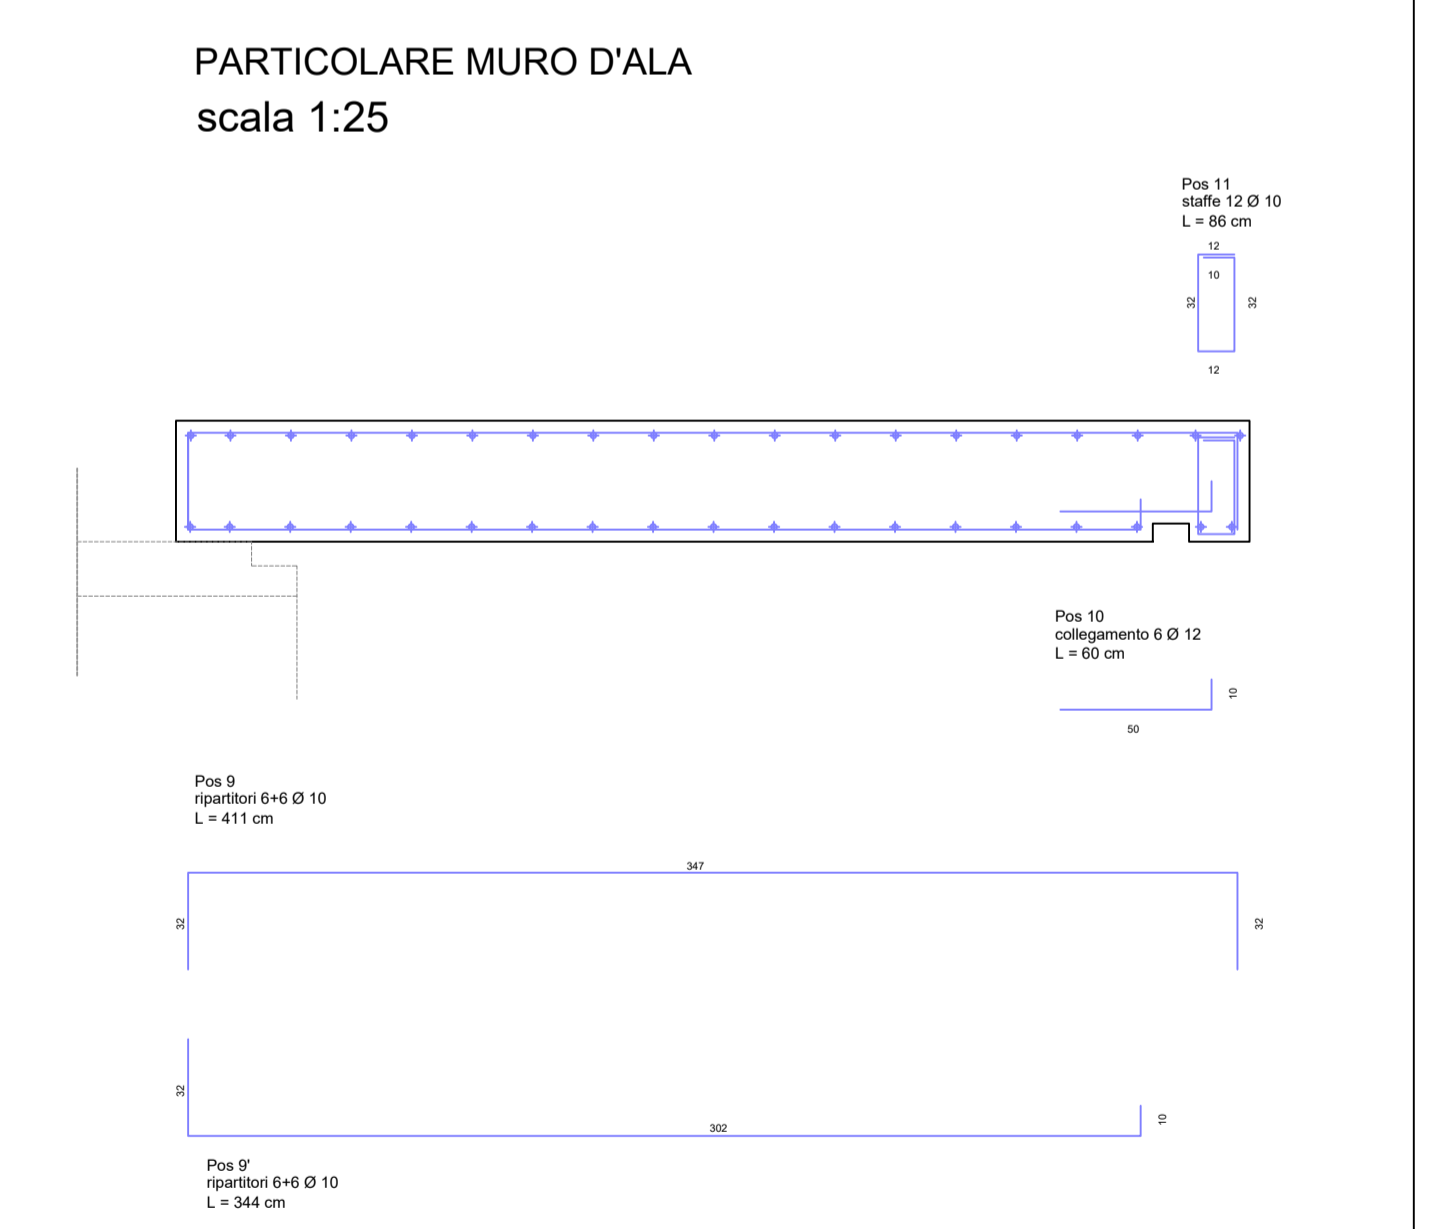 PARTICOLARE MURO D'ALA
scala 1:25
Pos 11
staffe 12 Ø 10
L = 86 cm
12
10
32
32
12
Pos 10
collegamento 6 Ø 12
L = 60 cm
10
50
Pos 9
ripartitori 6+6 Ø 10
L = 411 cm
347
32
32
32
302
10
Pos 9'
ripartitori 6+6 Ø 10
L = 344 cm